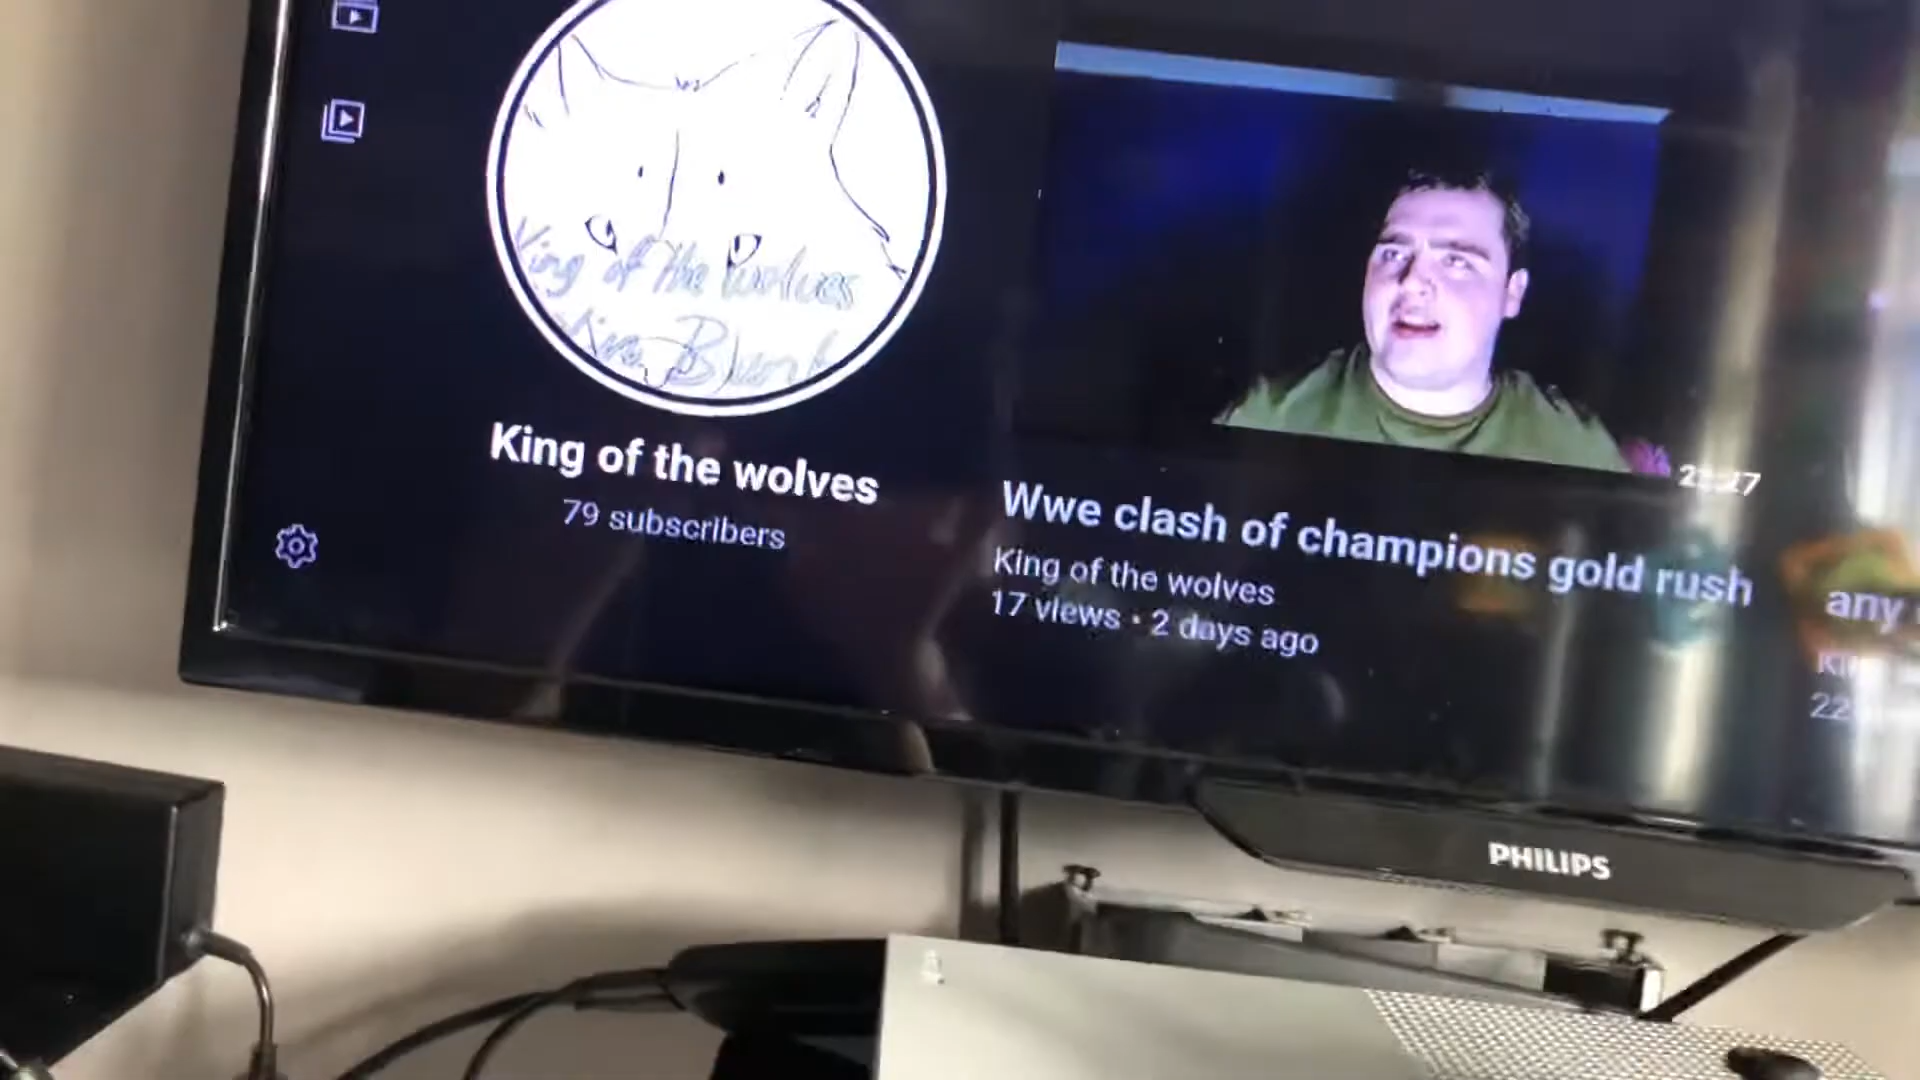 King of the wolves
King of the wolves
79 subscribers
Wwe clash of champions gold rush
King of the wolves
17 views • 2 days ago
any
PHILIPS